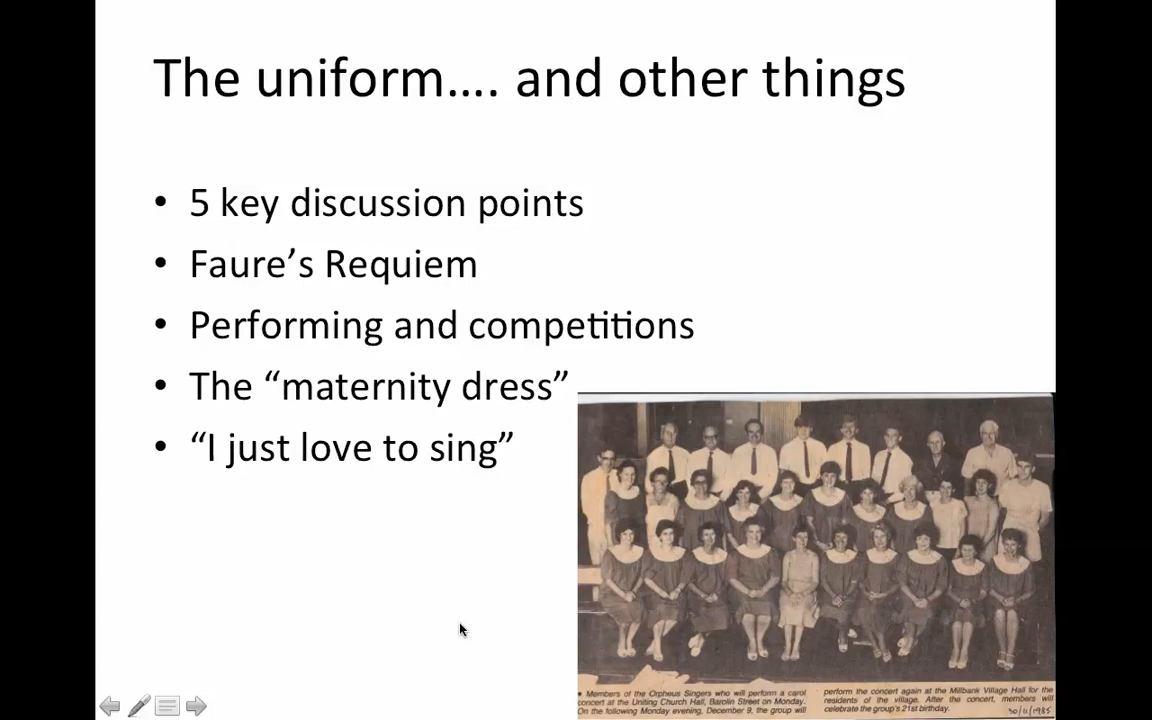 The uniform…. and other things
• 5 key discussion points
• Faure’s Requiem
• Performing and competitions
• The “maternity dress”
• “I just love to sing”
• Members of the Orpheus Singers who will perform a carol
concert at the Uniting Church Hall, Barolin Street on Monday.
On the following Monday evening, December 9, the group will
perform the concert again at the Millbank Village Hall for the
residents of the village. After the concert, members will
celebrate the group's 21st birthday.
30/11/1985